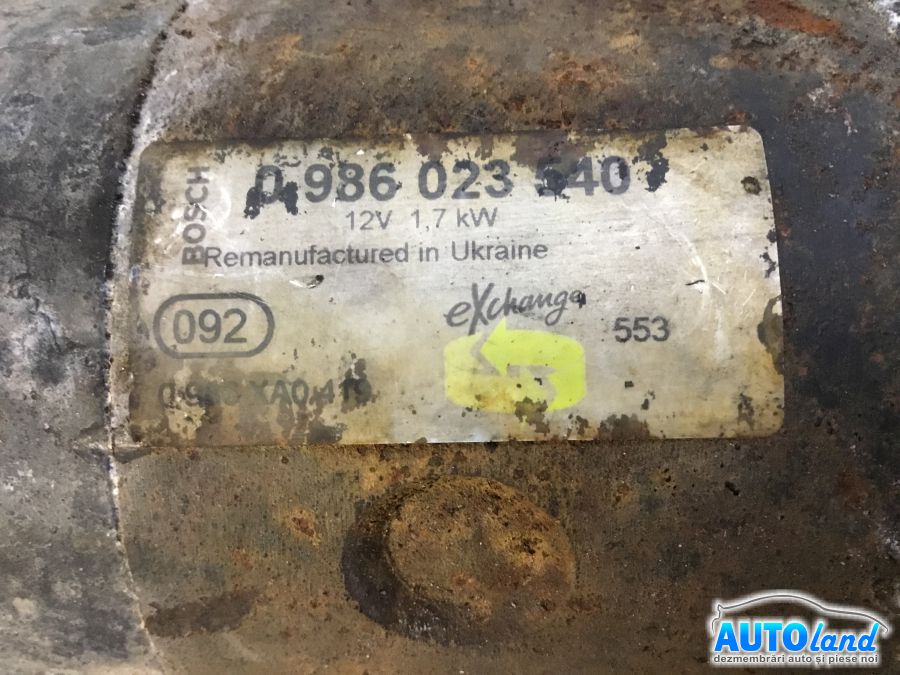 BOSCH
0 986 023 540
12V 1,7 kW
Remanufactured in Ukraine
092
eXchange
553
AUTOland
dezmembrări auto și piese noi